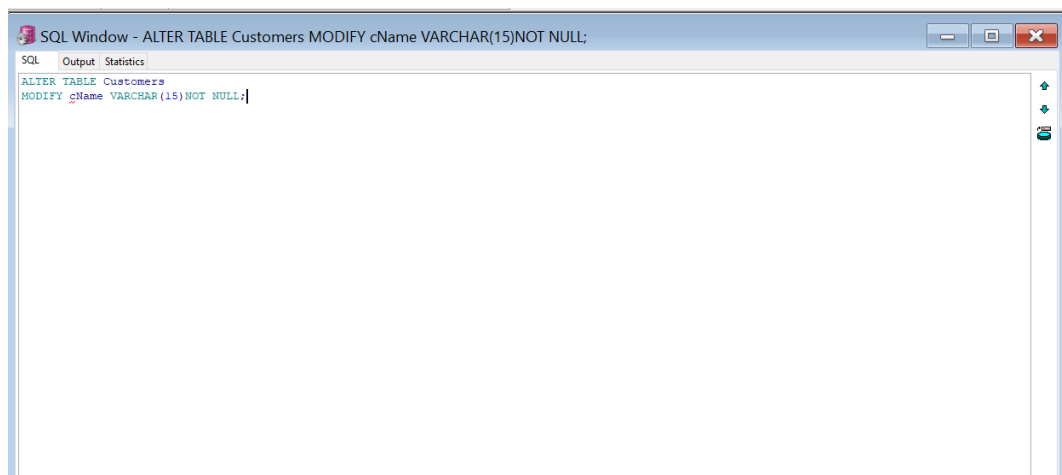 SQL Window - ALTER TABLE Customers MODIFY cName VARCHAR(15)NOT NULL;
SQL Output Statistics
ALTER TABLE Customers
MODIFY cName VARCHAR(15)NOT NULL;